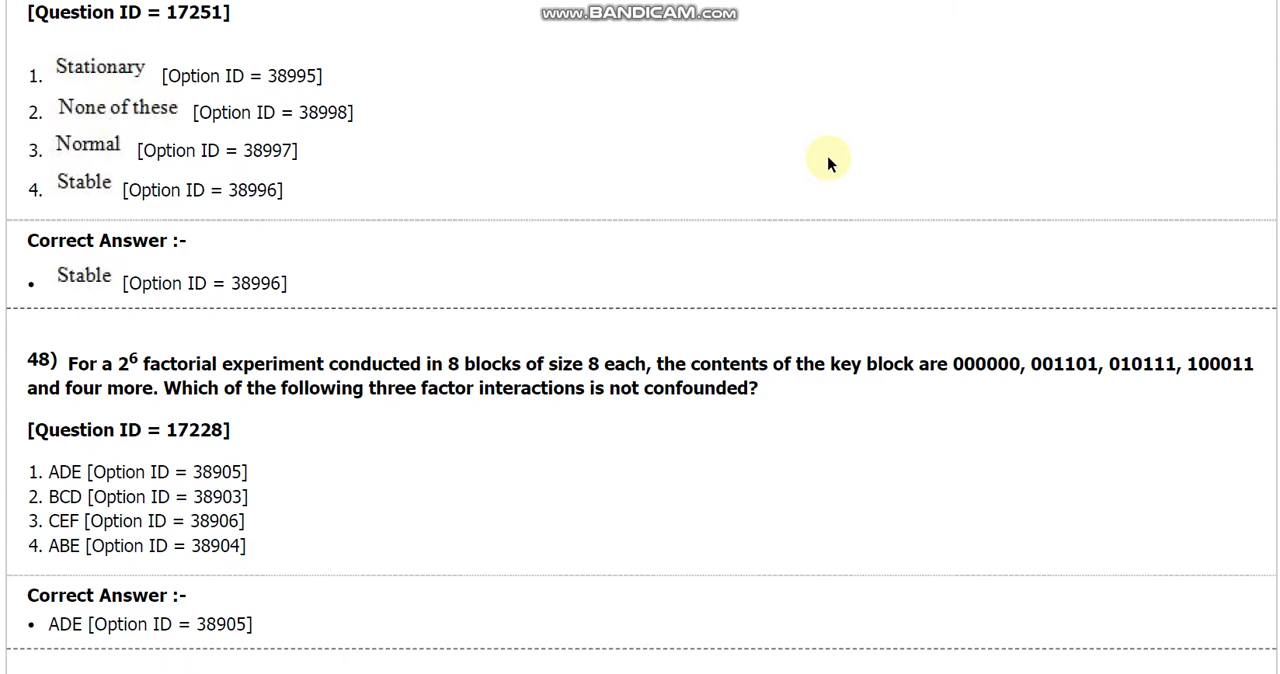 [Question ID = 17251]
www.BANDICAM.com
1. Stationary [Option ID = 38995]
2. None of these [Option ID = 38998]
3. Normal [Option ID = 38997]
4. Stable [Option ID = 38996]
Correct Answer :-
• Stable [Option ID = 38996]
48) For a 2⁶ factorial experiment conducted in 8 blocks of size 8 each, the contents of the key block are 000000, 001101, 010111, 100011
and four more. Which of the following three factor interactions is not confounded?
[Question ID = 17228]
1. ADE [Option ID = 38905]
2. BCD [Option ID = 38903]
3. CEF [Option ID = 38906]
4. ABE [Option ID = 38904]
Correct Answer :-
• ADE [Option ID = 38905]